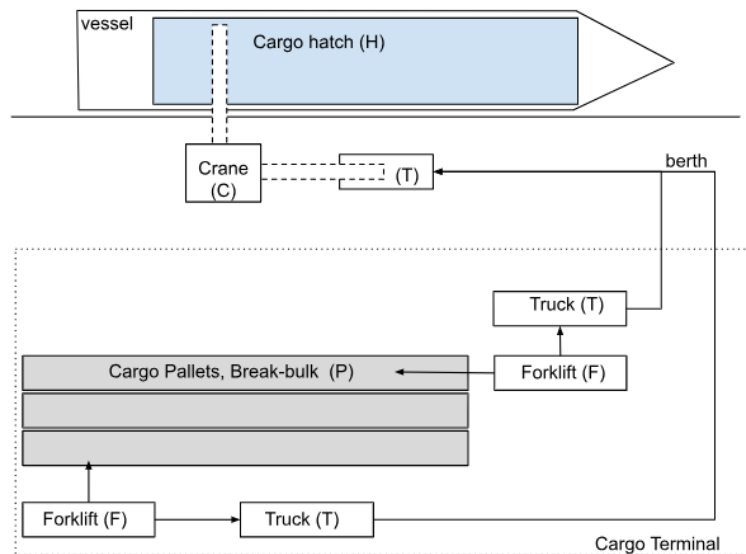 vessel
Cargo hatch (H)
Crane
(C)
(T)
berth
Truck (T)
Cargo Pallets, Break-bulk (P)
Forklift (F)
Forklift (F)
Truck (T)
Cargo Terminal